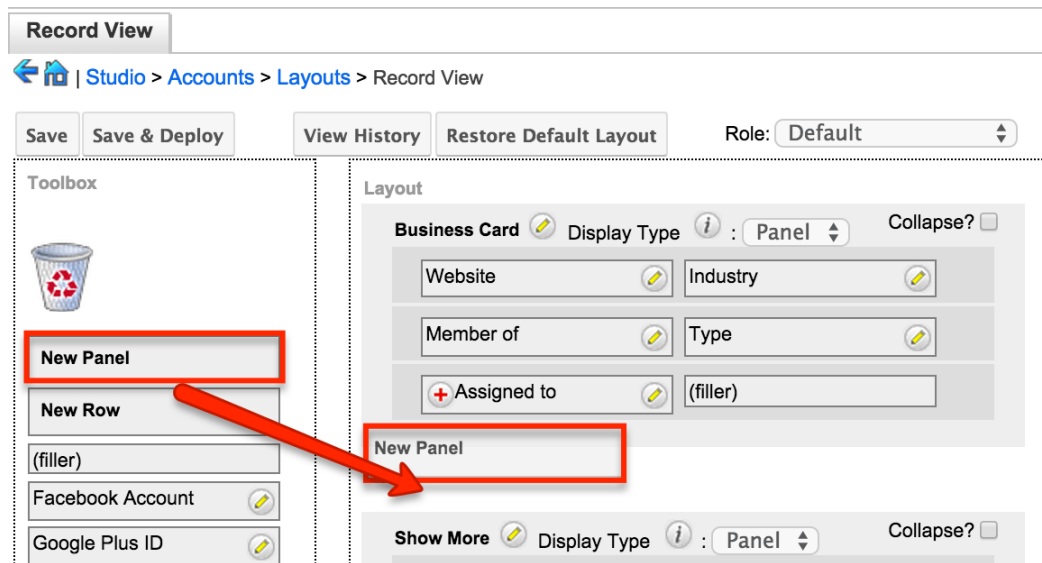 Record View
| Studio > Accounts > Layouts > Record View
Save Save & Deploy View History Restore Default Layout Role: Default
Toolbox
Layout
Business Card Display Type i : Panel Collapse?
Website Industry
Member of Type
Assigned to (filler)
New Panel
New Row
(filler)
Facebook Account
Google Plus ID
New Panel
Show More Display Type i : Panel Collapse?